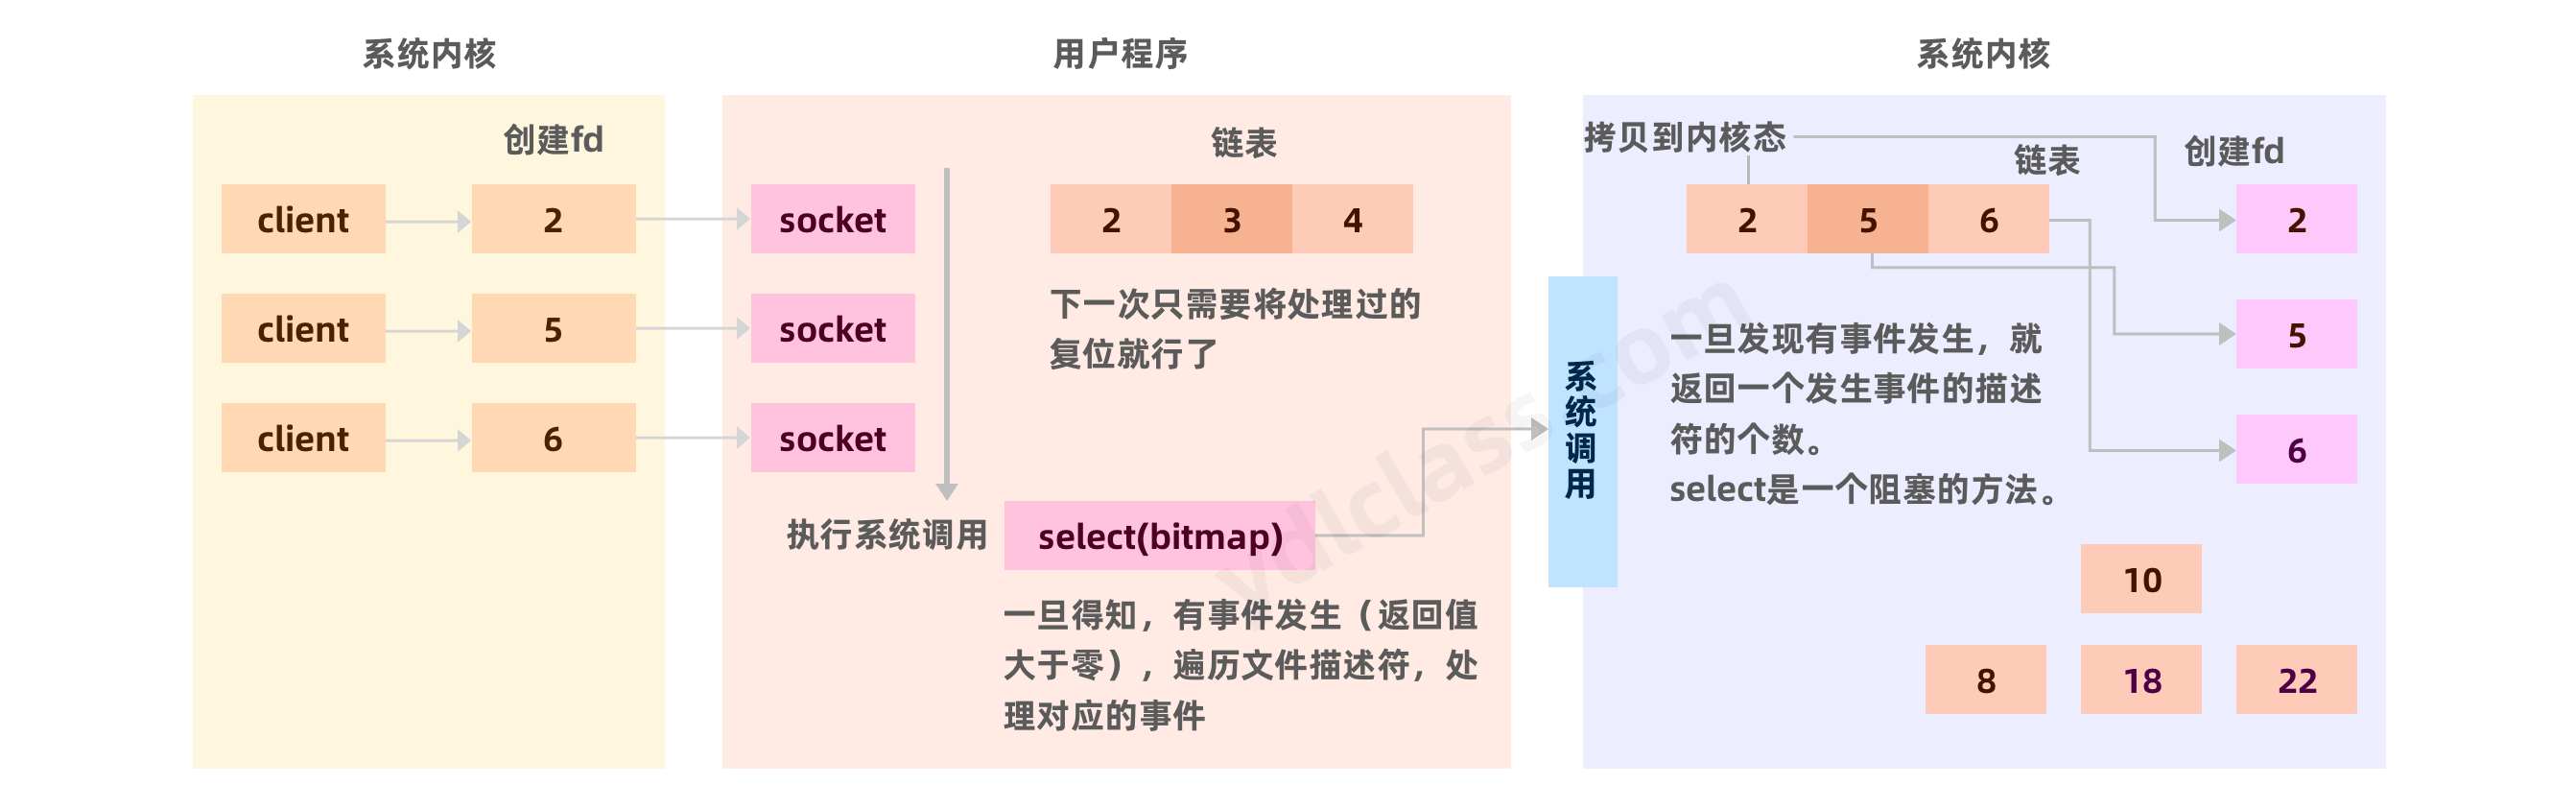 系统内核
用户程序
系统内核
创建fd
client
2
client
5
client
6
socket
socket
socket
链表
2
3
4
下一次只需要将处理过的
复位就行了
执行系统调用
select(bitmap)
一旦得知，有事件发生（返回值
大于零），遍历文件描述符，处
理对应的事件
系统调用
拷贝到内核态
链表
创建fd
2
5
6
2
5
6
一旦发现有事件发生，就
返回一个发生事件的描述
符的个数。
select是一个阻塞的方法。
10
8
18
22
vdlclass.com